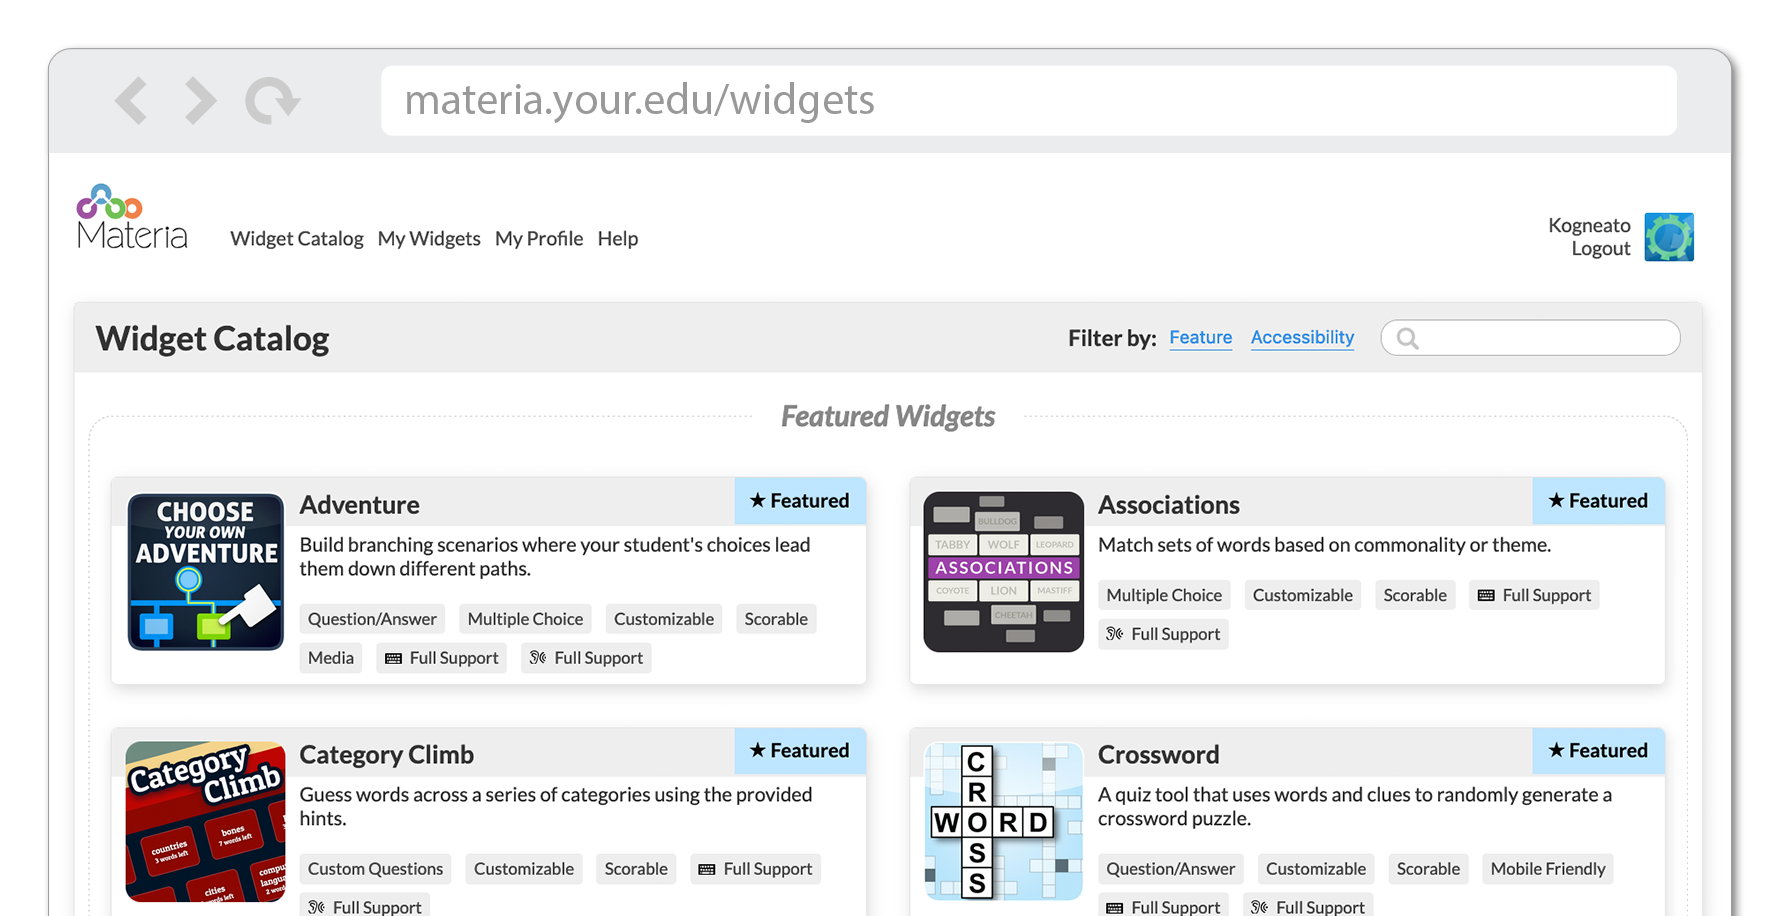 materia.your.edu/widgets
Materia
Widget Catalog My Widgets My Profile Help
Kogneato
Logout
Widget Catalog
Filter by: Feature Accessibility
Featured Widgets
CHOOSE
YOUR OWN
ADVENTURE
Adventure
★ Featured
Build branching scenarios where your student's choices lead
them down different paths.
Question/Answer Multiple Choice Customizable Scorable
Media Full Support Full Support
BULLDOG
TABBY WOLF LEOPARD
ASSOCIATIONS
COYOTE LION MASTIFF
CHEETAH
Associations
★ Featured
Match sets of words based on commonality or theme.
Multiple Choice Customizable Scorable Full Support
Full Support
Category
Climb
countries
3 words left
bones
7 words left
cities
words left
2 word
Category Climb
★ Featured
Guess words across a series of categories using the provided
hints.
Custom Questions Customizable Scorable Full Support
Full Support
CROSS
WORD
Crossword
★ Featured
A quiz tool that uses words and clues to randomly generate a
crossword puzzle.
Question/Answer Customizable Scorable Mobile Friendly
Full Support Full Support